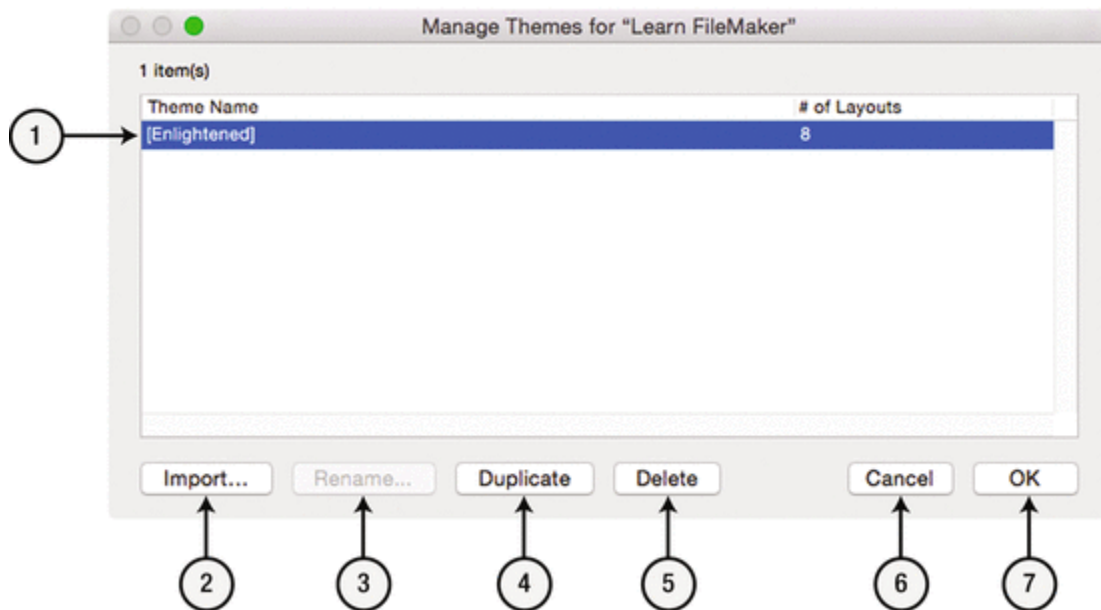 Manage Themes for “Learn FileMaker”
1 item(s)
Theme Name # of Layouts
1
[Enlightened] 8
Import... Rename... Duplicate Delete Cancel OK
2 3 4 5 6 7